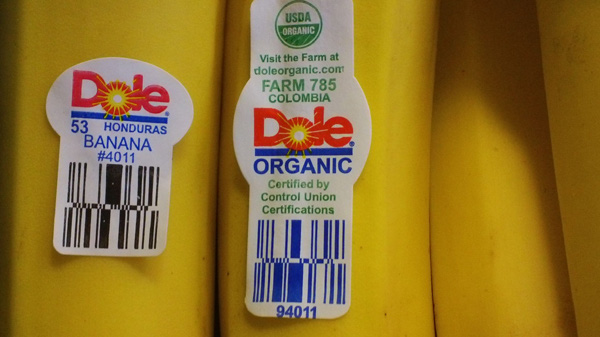 Dole
53 HONDURAS
BANANA
#4011
USDA
ORGANIC
Visit the Farm at
doleorganic.com
FARM 785
COLOMBIA
Dole
ORGANIC
Certified by
Control Union
Certifications
94011